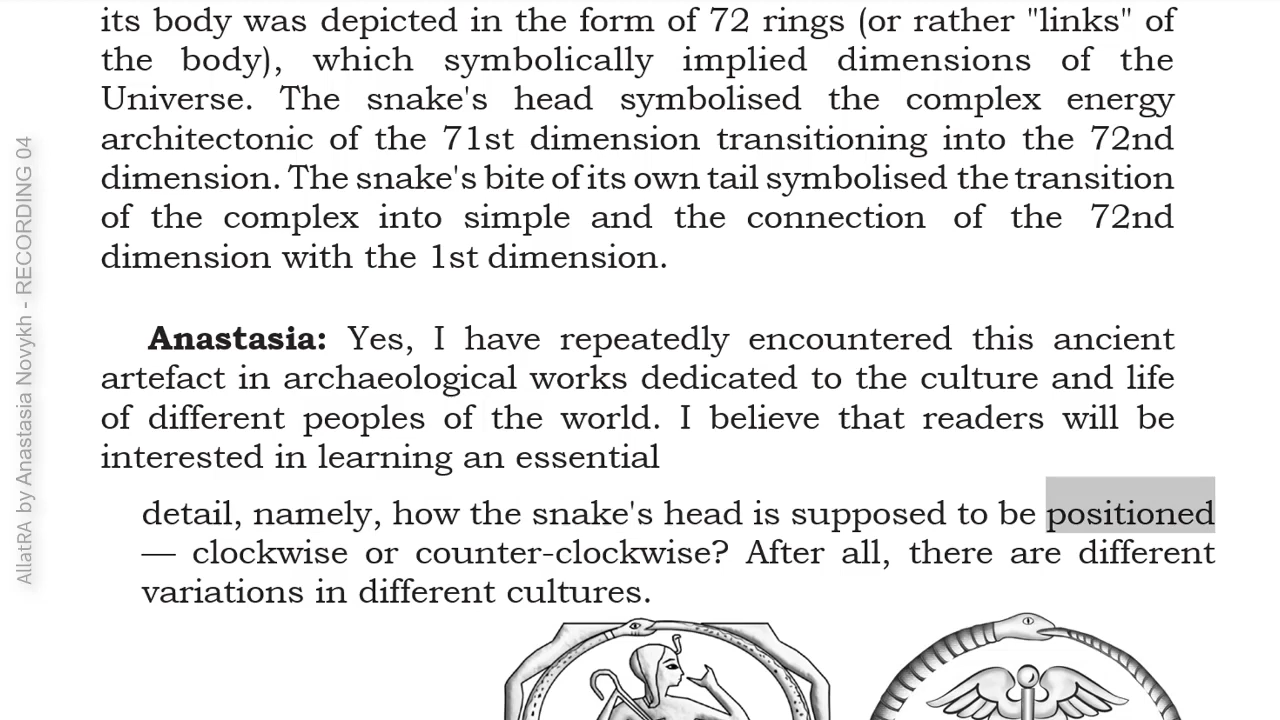 its body was depicted in the form of 72 rings (or rather "links" of
the body), which symbolically implied dimensions of the
Universe. The snake's head symbolised the complex energy
architectonic of the 71st dimension transitioning into the 72nd
dimension. The snake's bite of its own tail symbolised the transition
of the complex into simple and the connection of the 72nd
dimension with the 1st dimension.
Anastasia: Yes, I have repeatedly encountered this ancient
artefact in archaeological works dedicated to the culture and life
of different peoples of the world. I believe that readers will be
interested in learning an essential
detail, namely, how the snake's head is supposed to be positioned
— clockwise or counter-clockwise? After all, there are different
variations in different cultures.
AllatRA by Anastasia Novykh - RECORDING 04